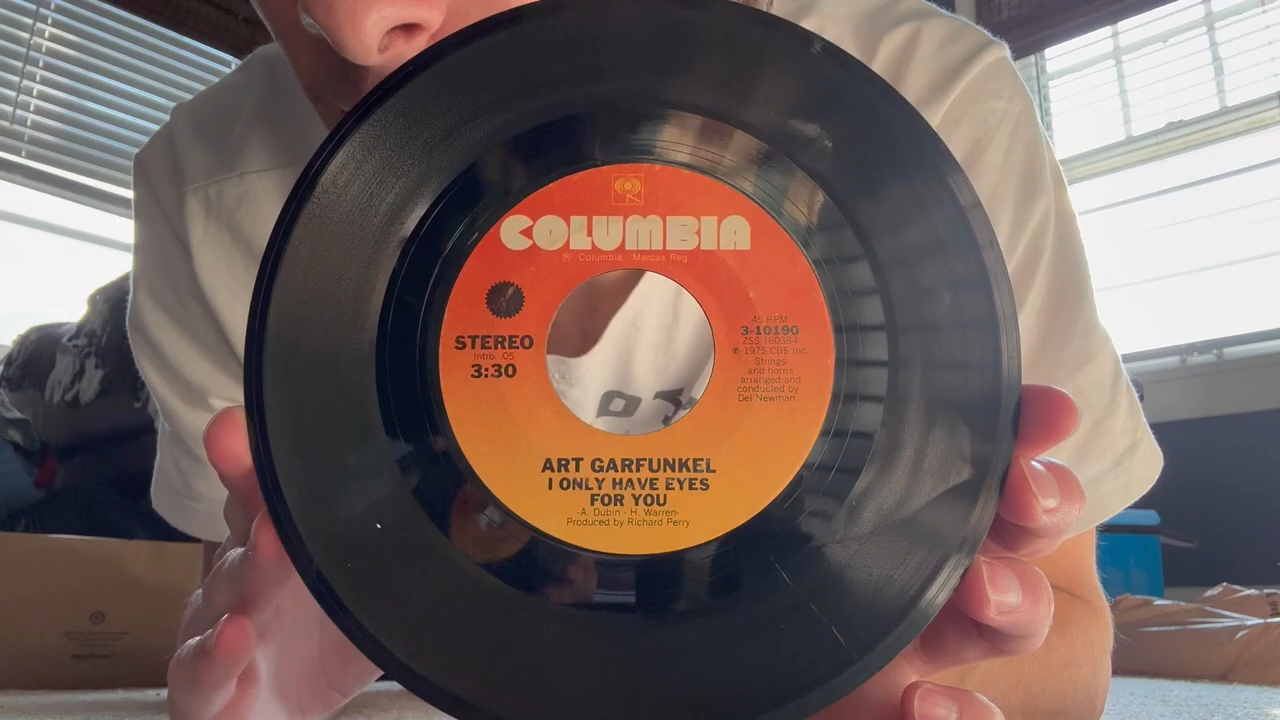 COLUMBIA
® Columbia, Marcas Reg.
STEREO
Intro. :05
3:30
45 RPM
3-10190
ZSS 160384
℗ 1975 CBS Inc.
Strings
and horns
arranged and
conducted by
Del Newman
ART GARFUNKEL
I ONLY HAVE EYES
FOR YOU
-A. Dubin - H. Warren-
Produced by Richard Perry